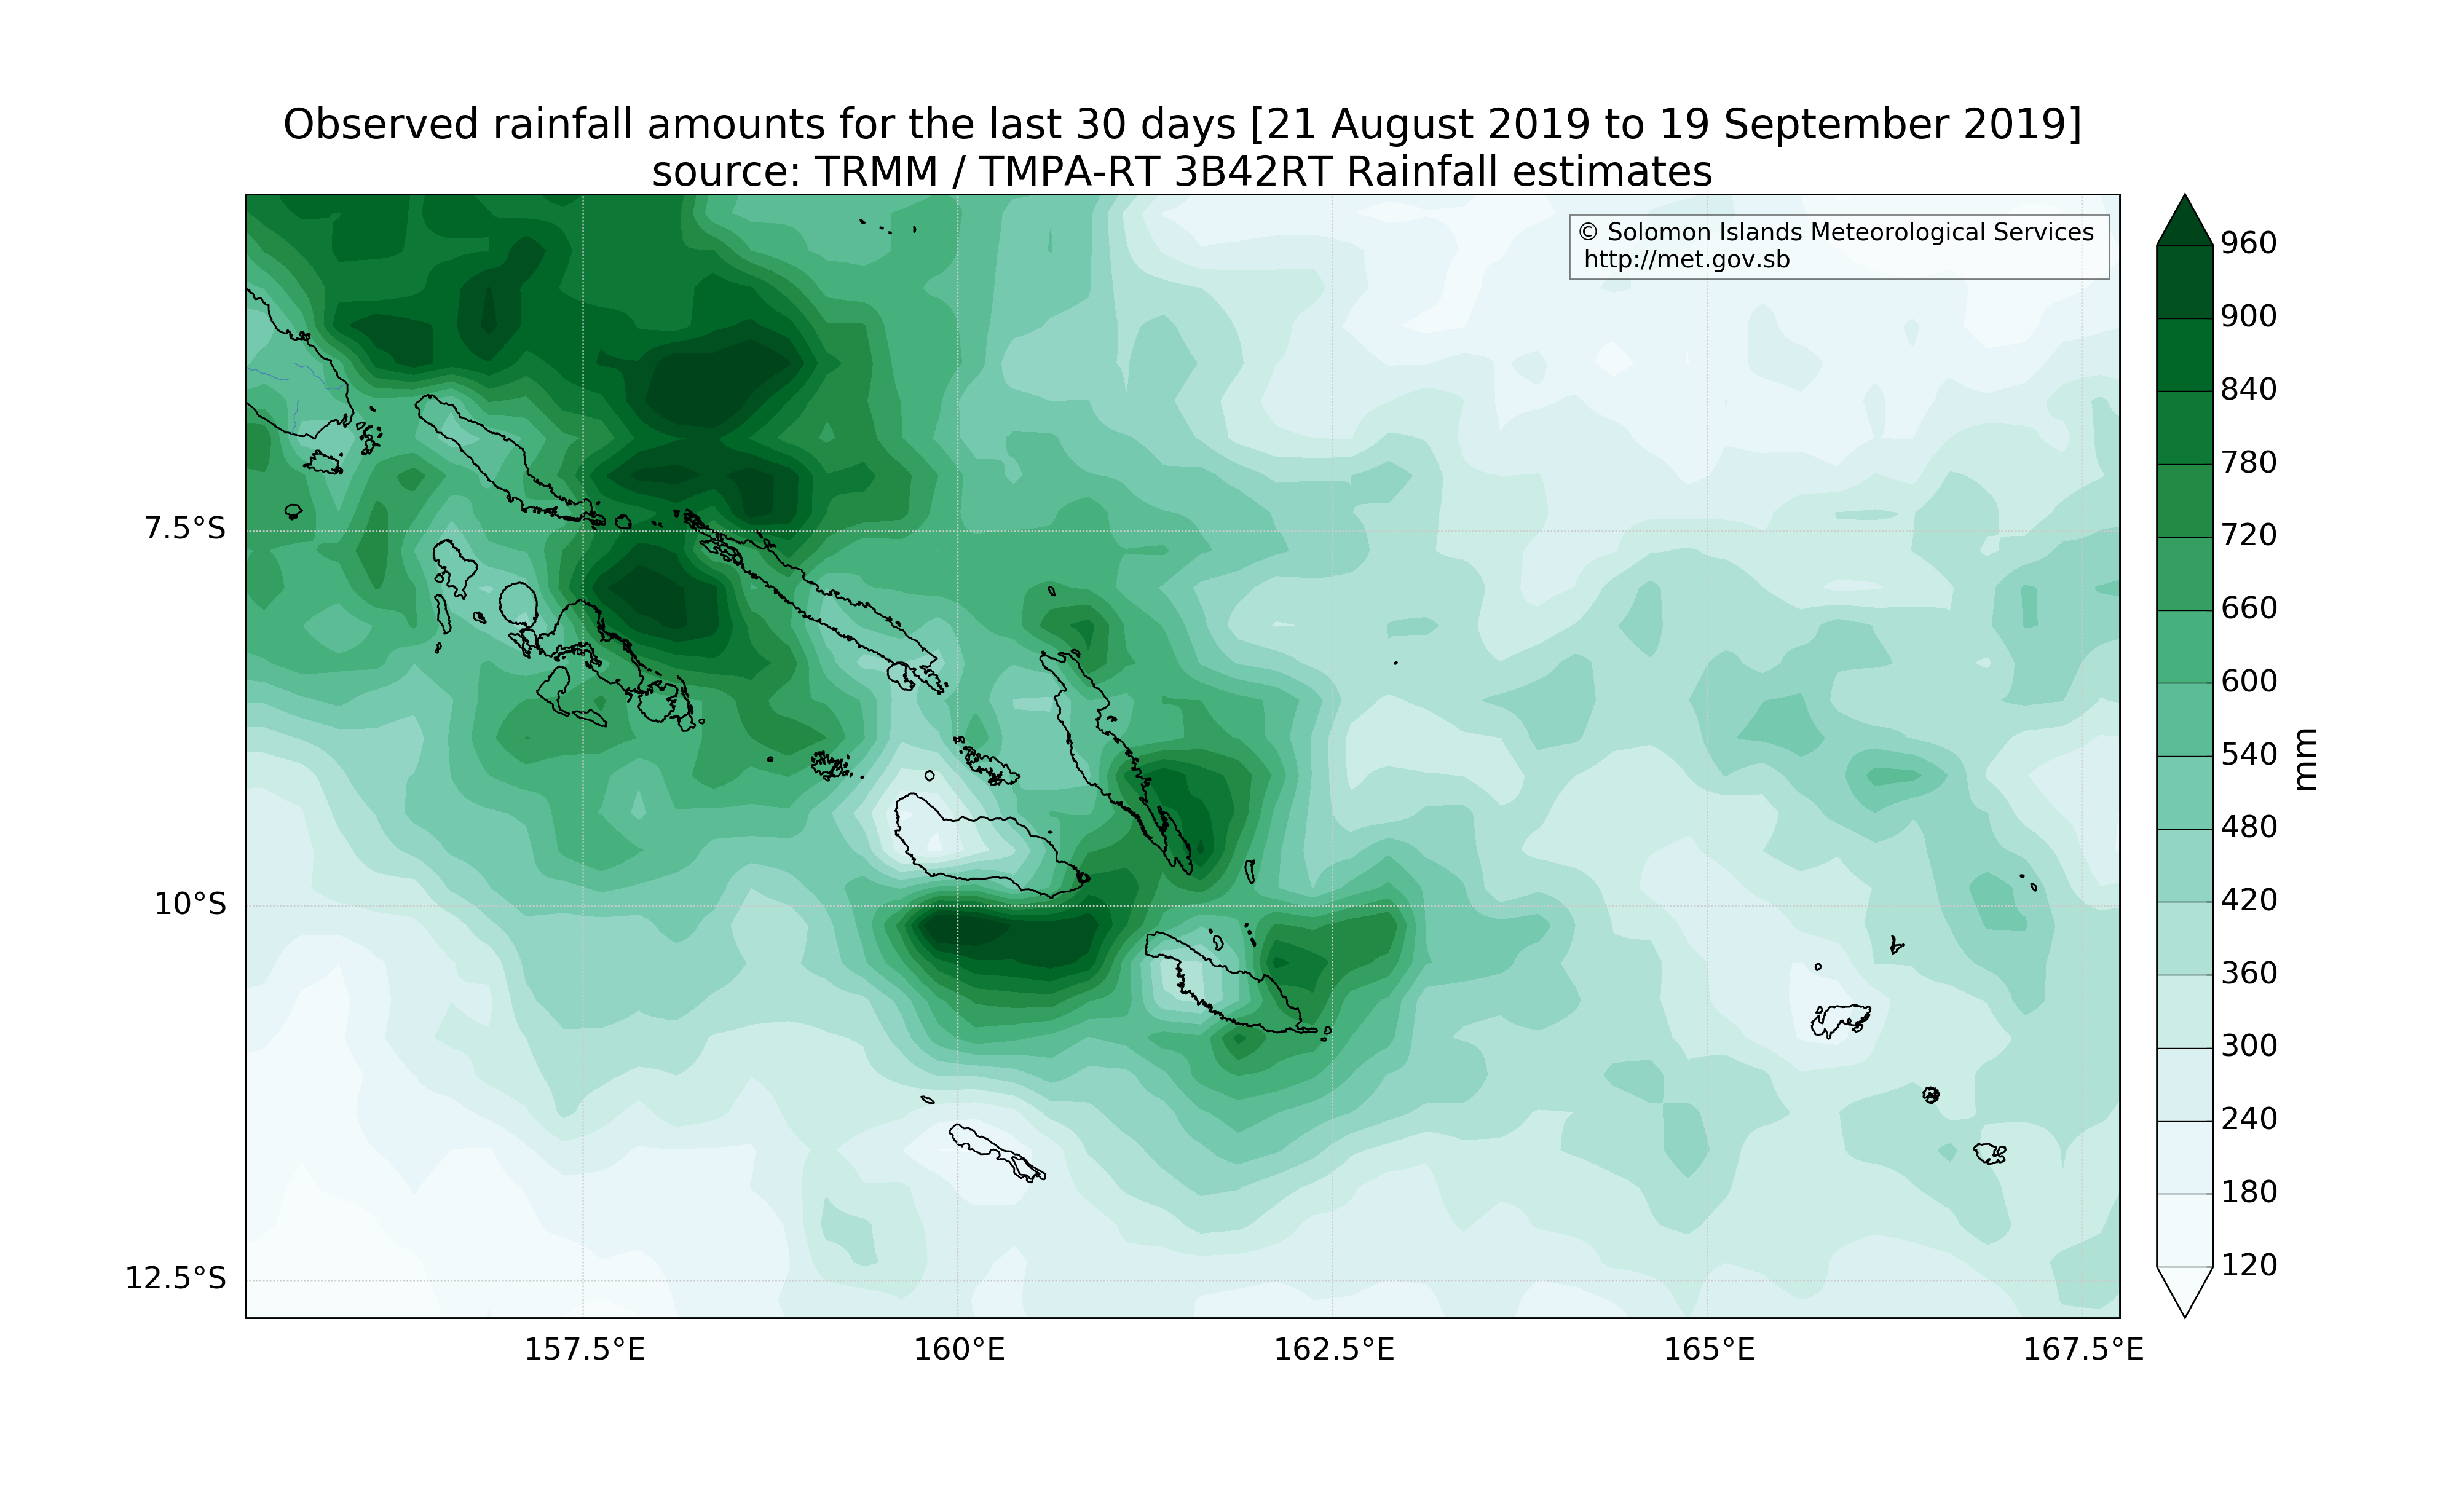 Observed rainfall amounts for the last 30 days [21 August 2019 to 19 September 2019]
source: TRMM / TMPA-RT 3B42RT Rainfall estimates
© Solomon Islands Meteorological Services
http://met.gov.sb
7.5°S
10°S
12.5°S
157.5°E
160°E
162.5°E
165°E
167.5°E
960
900
840
780
720
660
600
540
480
420
360
300
240
180
120
mm